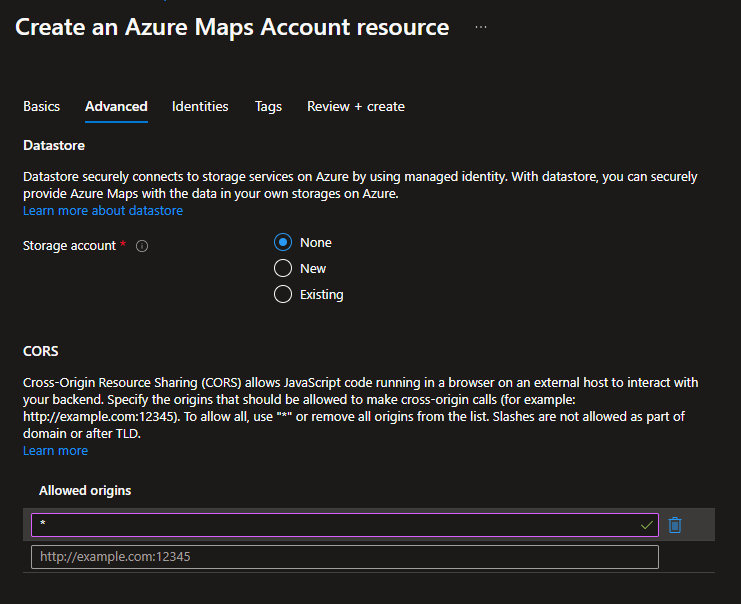 Create an Azure Maps Account resource ...
Basics Advanced Identities Tags Review + create
Datastore
Datastore securely connects to storage services on Azure by using managed identity. With datastore, you can securely
provide Azure Maps with the data in your own storages on Azure.
Learn more about datastore
Storage account *
None
New
Existing
CORS
Cross-Origin Resource Sharing (CORS) allows JavaScript code running in a browser on an external host to interact with
your backend. Specify the origins that should be allowed to make cross-origin calls (for example:
http://example.com:12345). To allow all, use "*" or remove all origins from the list. Slashes are not allowed as part of
domain or after TLD.
Learn more
Allowed origins
*
http://example.com:12345